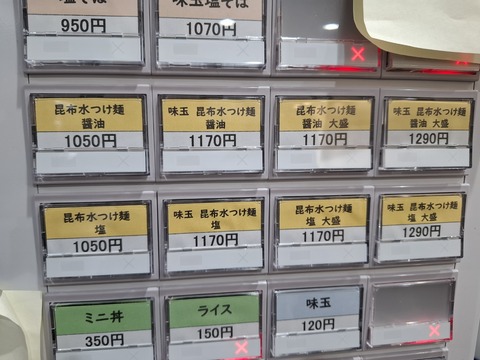 塩そば
味玉塩そば
950円
1070円
昆布水つけ麺
醤油
1050円
味玉 昆布水つけ麺
醤油
1170円
昆布水つけ麺
醤油 大盛
1170円
味玉 昆布水つけ麺
醤油 大盛
1290円
昆布水つけ麺
塩
1050円
味玉 昆布水つけ麺
塩
1170円
昆布水つけ麺
塩 大盛
1170円
味玉 昆布水つけ麺
塩 大盛
1290円
ミニ丼
350円
ライス
150円
味玉
120円